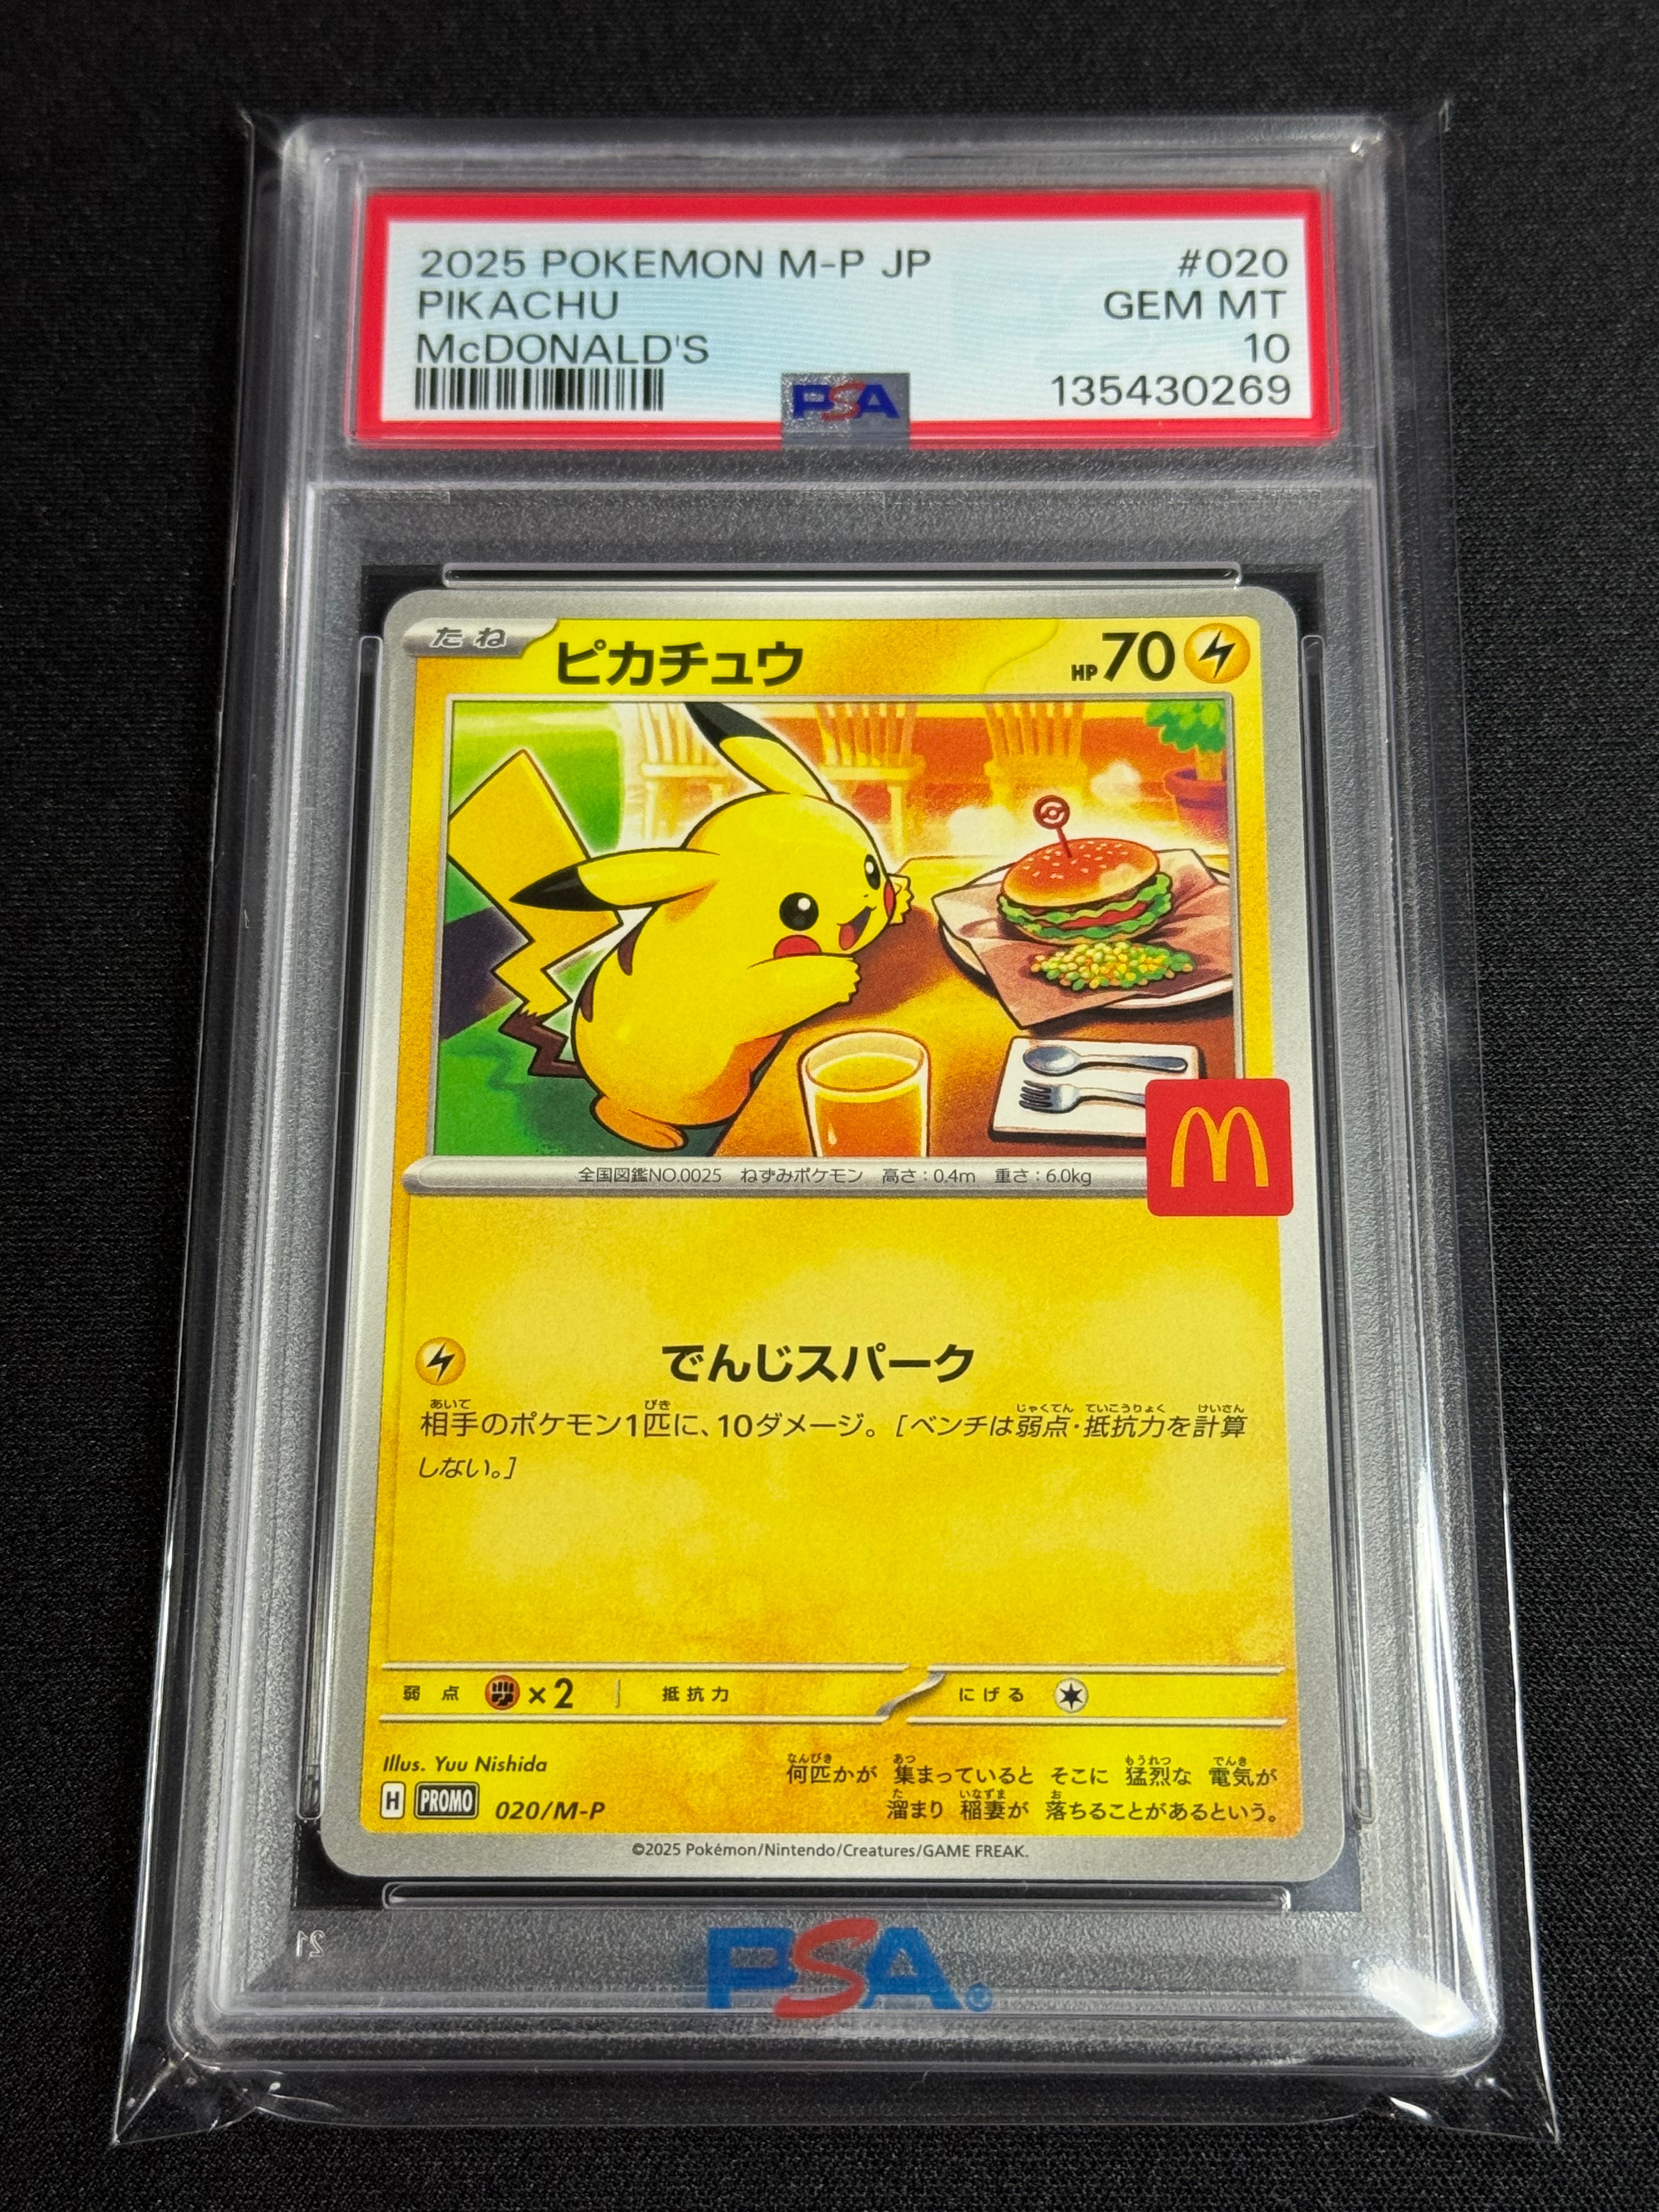 2025 POKEMON M-P JP #020
PIKACHU GEM MT
McDONALD'S 10
PSA 135430269
たね ピカチュウ HP70
全国図鑑NO.0025 ねずみポケモン 高さ:0.4m 重さ:6.0kg
でんじスパーク
相手のポケモン1匹に、10ダメージ。[ベンチは弱点・抵抗力を計算
しない。]
弱点 ×2 抵抗力 にげる
Illus. Yuu Nishida
何匹かが 集まっていると そこに 猛烈な 電気が
H PROMO 020/M-P
溜まり 稲妻が 落ちることがあるという。
©2025 Pokémon/Nintendo/Creatures/GAME FREAK.
PSA